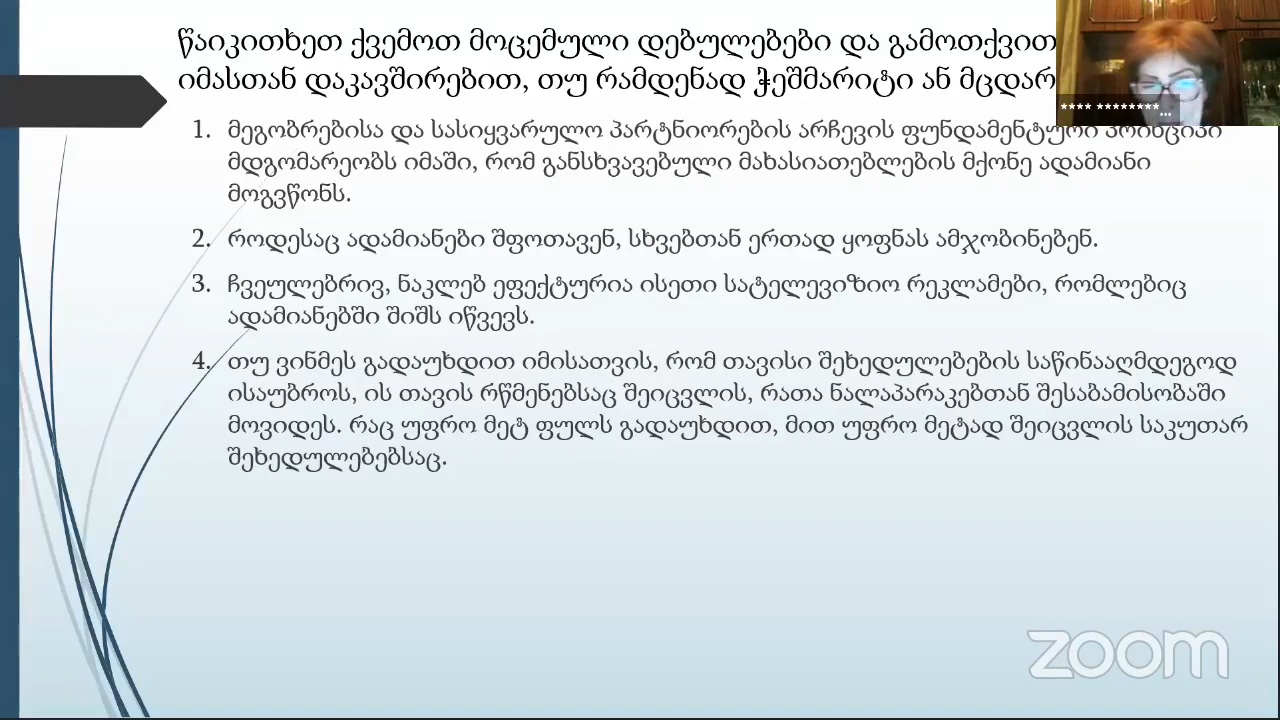 წაიკითხეთ ქვემოთ მოცემული დებულებები და გამოთქვით
იმასთან დაკავშირებით, თუ რამდენად ჭეშმარიტი ან მცდარ
**** ********...
1. მეგობრებისა და სასიყვარულო პარტნიორების არჩევის ფუნდამენტური პრინციპი
მდგომარეობს იმაში, რომ განსხვავებული მახასიათებლების მქონე ადამიანი
მოგვწონს.
2. როდესაც ადამიანები შფოთავენ, სხვებთან ერთად ყოფნას ამჯობინებენ.
3. ჩვეულებრივ, ნაკლებ ეფექტურია ისეთი სატელევიზიო რეკლამები, რომლებიც
ადამიანებში შიშს იწვევს.
4. თუ ვინმეს გადაუხდით იმისათვის, რომ თავისი შეხედულებების საწინააღმდეგოდ
ისაუბროს, ის თავის რწმენებსაც შეიცვლის, რათა ნალაპარაკებთან შესაბამისობაში
მოვიდეს. რაც უფრო მეტ ფულს გადაუხდით, მით უფრო მეტად შეიცვლის საკუთარ
შეხედულებებსაც.
zoom